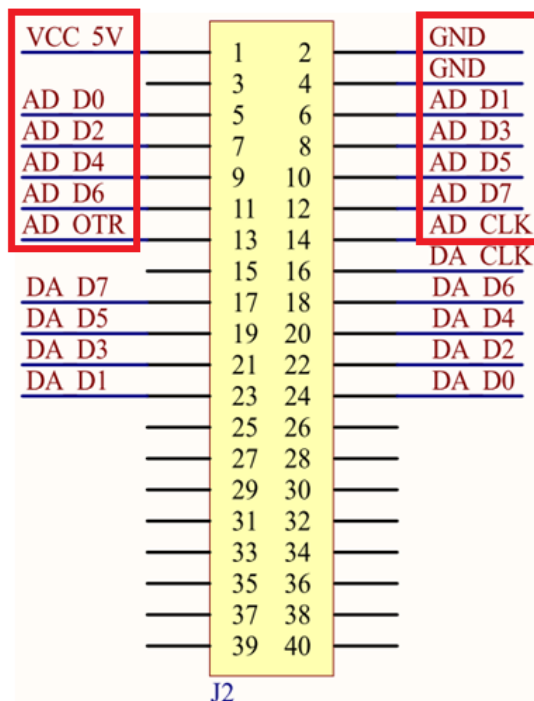 VCC 5V 1 2 GND
3 4 GND
AD D0 5 6 AD D1
AD D2 7 8 AD D3
AD D4 9 10 AD D5
AD D6 11 12 AD D7
AD OTR 13 14 AD CLK
15 16 DA CLK
DA D7 17 18 DA D6
DA D5 19 20 DA D4
DA D3 21 22 DA D2
DA D1 23 24 DA D0
25 26
27 28
29 30
31 32
33 34
35 36
37 38
39 40
J2